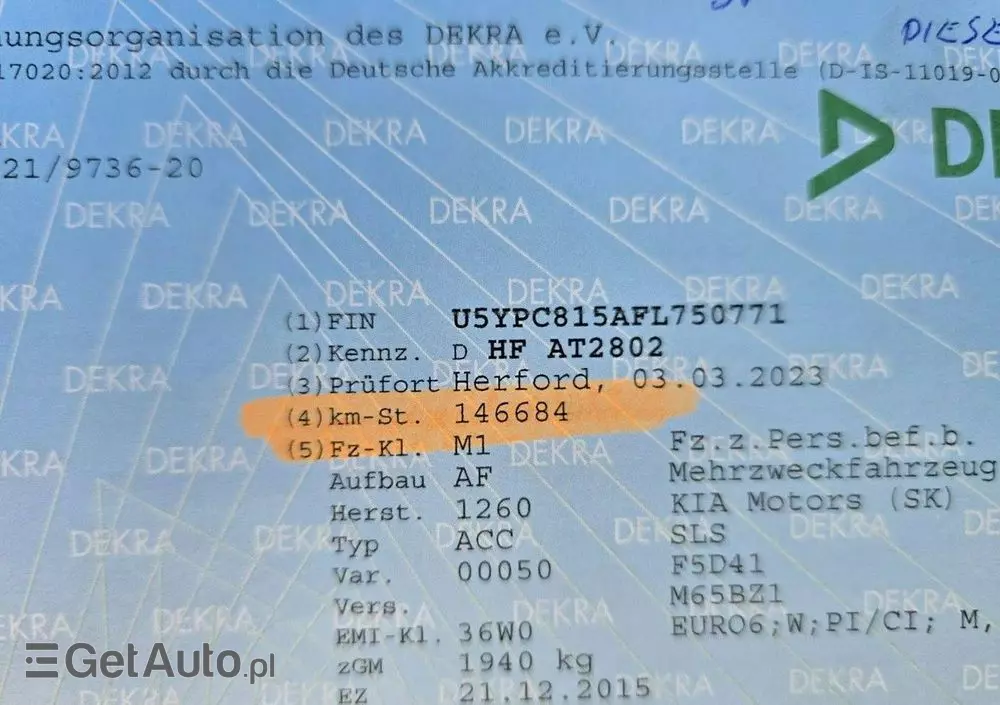 ungsorganisation des DEKRA e.V.
DIESE
17020:2012 durch die Deutsche Akkreditierungsstelle (D-IS-11019-0
DEKRA
21/9736-20
(1) FIN U5YPC815AFL750771
(2) Kennz. D HF AT2802
(3) Prüfort Herford, 03.03.2023
(4) km-St. 146684
(5) Fz-Kl. M1 Fz.z.Pers.bef.b.
Aufbau AF Mehrzweckfahrzeug
Herst. 1260 KIA Motors (SK)
Typ ACC SLS
Var. 00050 F5D41
Vers. M65BZ1
EMI-Kl. 36W0 EURO6;W;PI/CI; M,
zGM 1940 kg
EZ 21.12.2015
GetAuto.pl